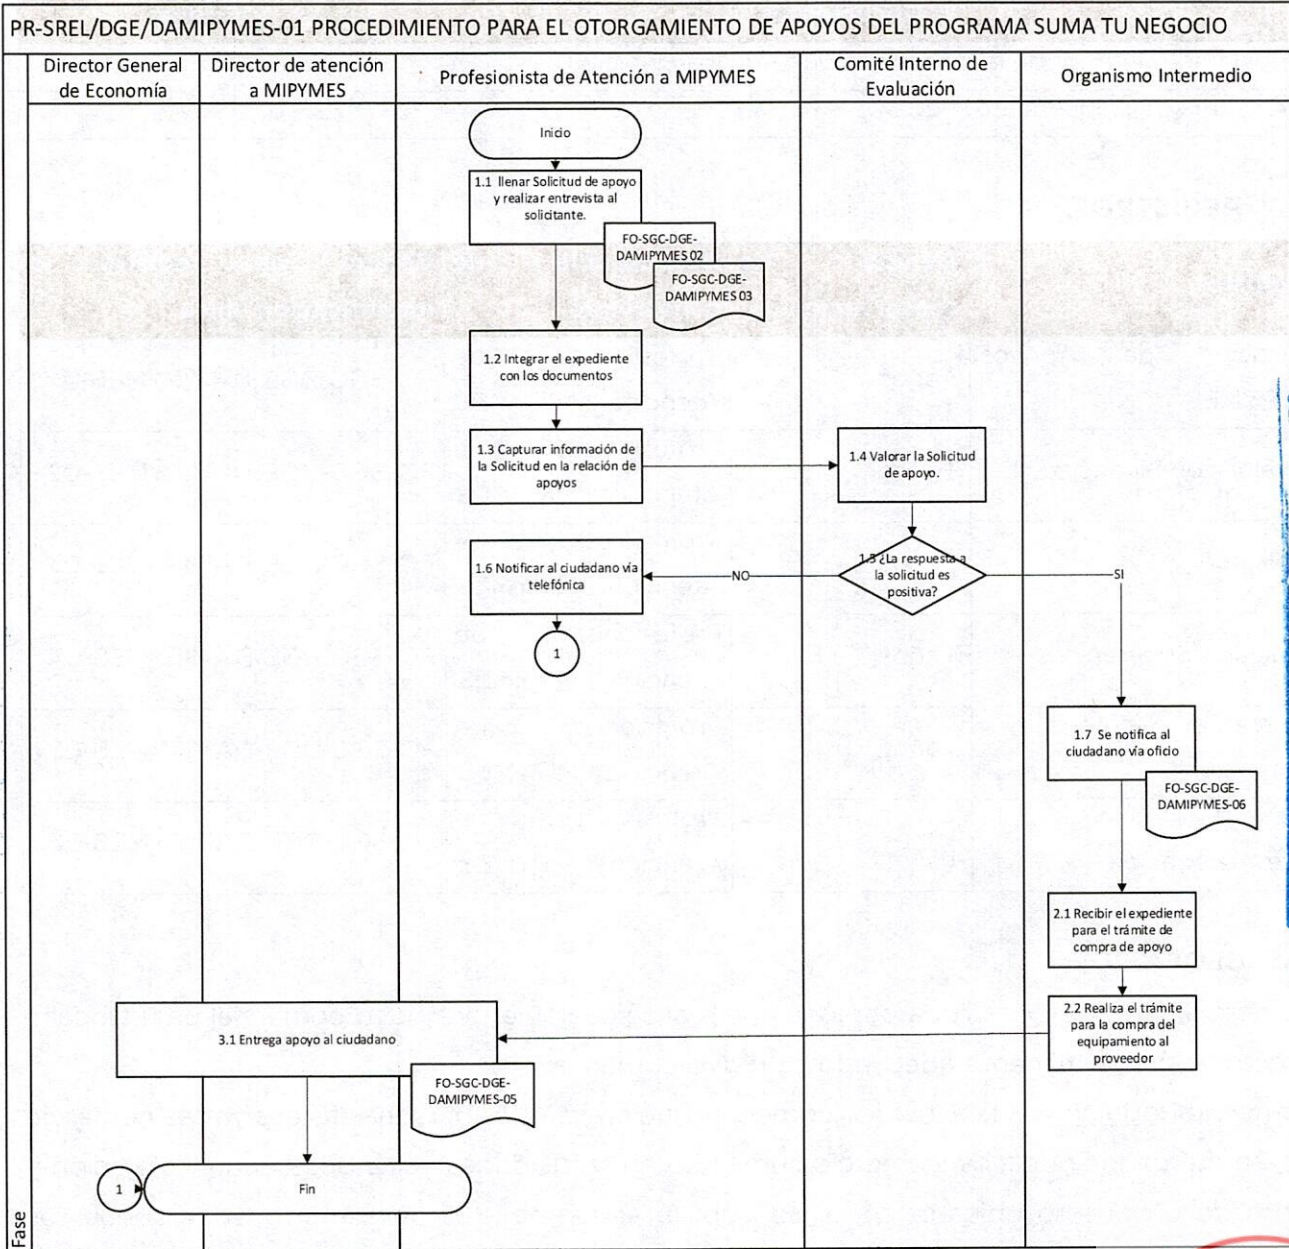 PR-SREL/DGE/DAMIPYMES-01 PROCEDIMIENTO PARA EL OTORGAMIENTO DE APOYOS DEL PROGRAMA SUMA TU NEGOCIO
Director General
de Economía
Director de atención
a MIPYMES
Profesionista de Atención a MIPYMES
Comité Interno de
Evaluación
Organismo Intermedio
Inicio
1.1 llenar Solicitud de apoyo
y realizar entrevista al
solicitante.
FO-SGC-DGE-
DAMIPYMES 02
FO-SGC-DGE-
DAMIPYMES 03
1.2 Integrar el expediente
con los documentos
1.3 Capturar información de
la Solicitud en la relación de
apoyos
1.4 Valorar la Solicitud
de apoyo.
1.5 ¿La respuesta a
la solicitud es
positiva?
NO
SI
1.6 Notificar al ciudadano vía
telefónica
1
1.7 Se notifica al
ciudadano vía oficio
FO-SGC-DGE-
DAMIPYMES-06
2.1 Recibir el expediente
para el trámite de
compra de apoyo
2.2 Realiza el trámite
para la compra del
equipamiento al
proveedor
3.1 Entrega apoyo al ciudadano
FO-SGC-DGE-
DAMIPYMES-05
1
Fin
Fase